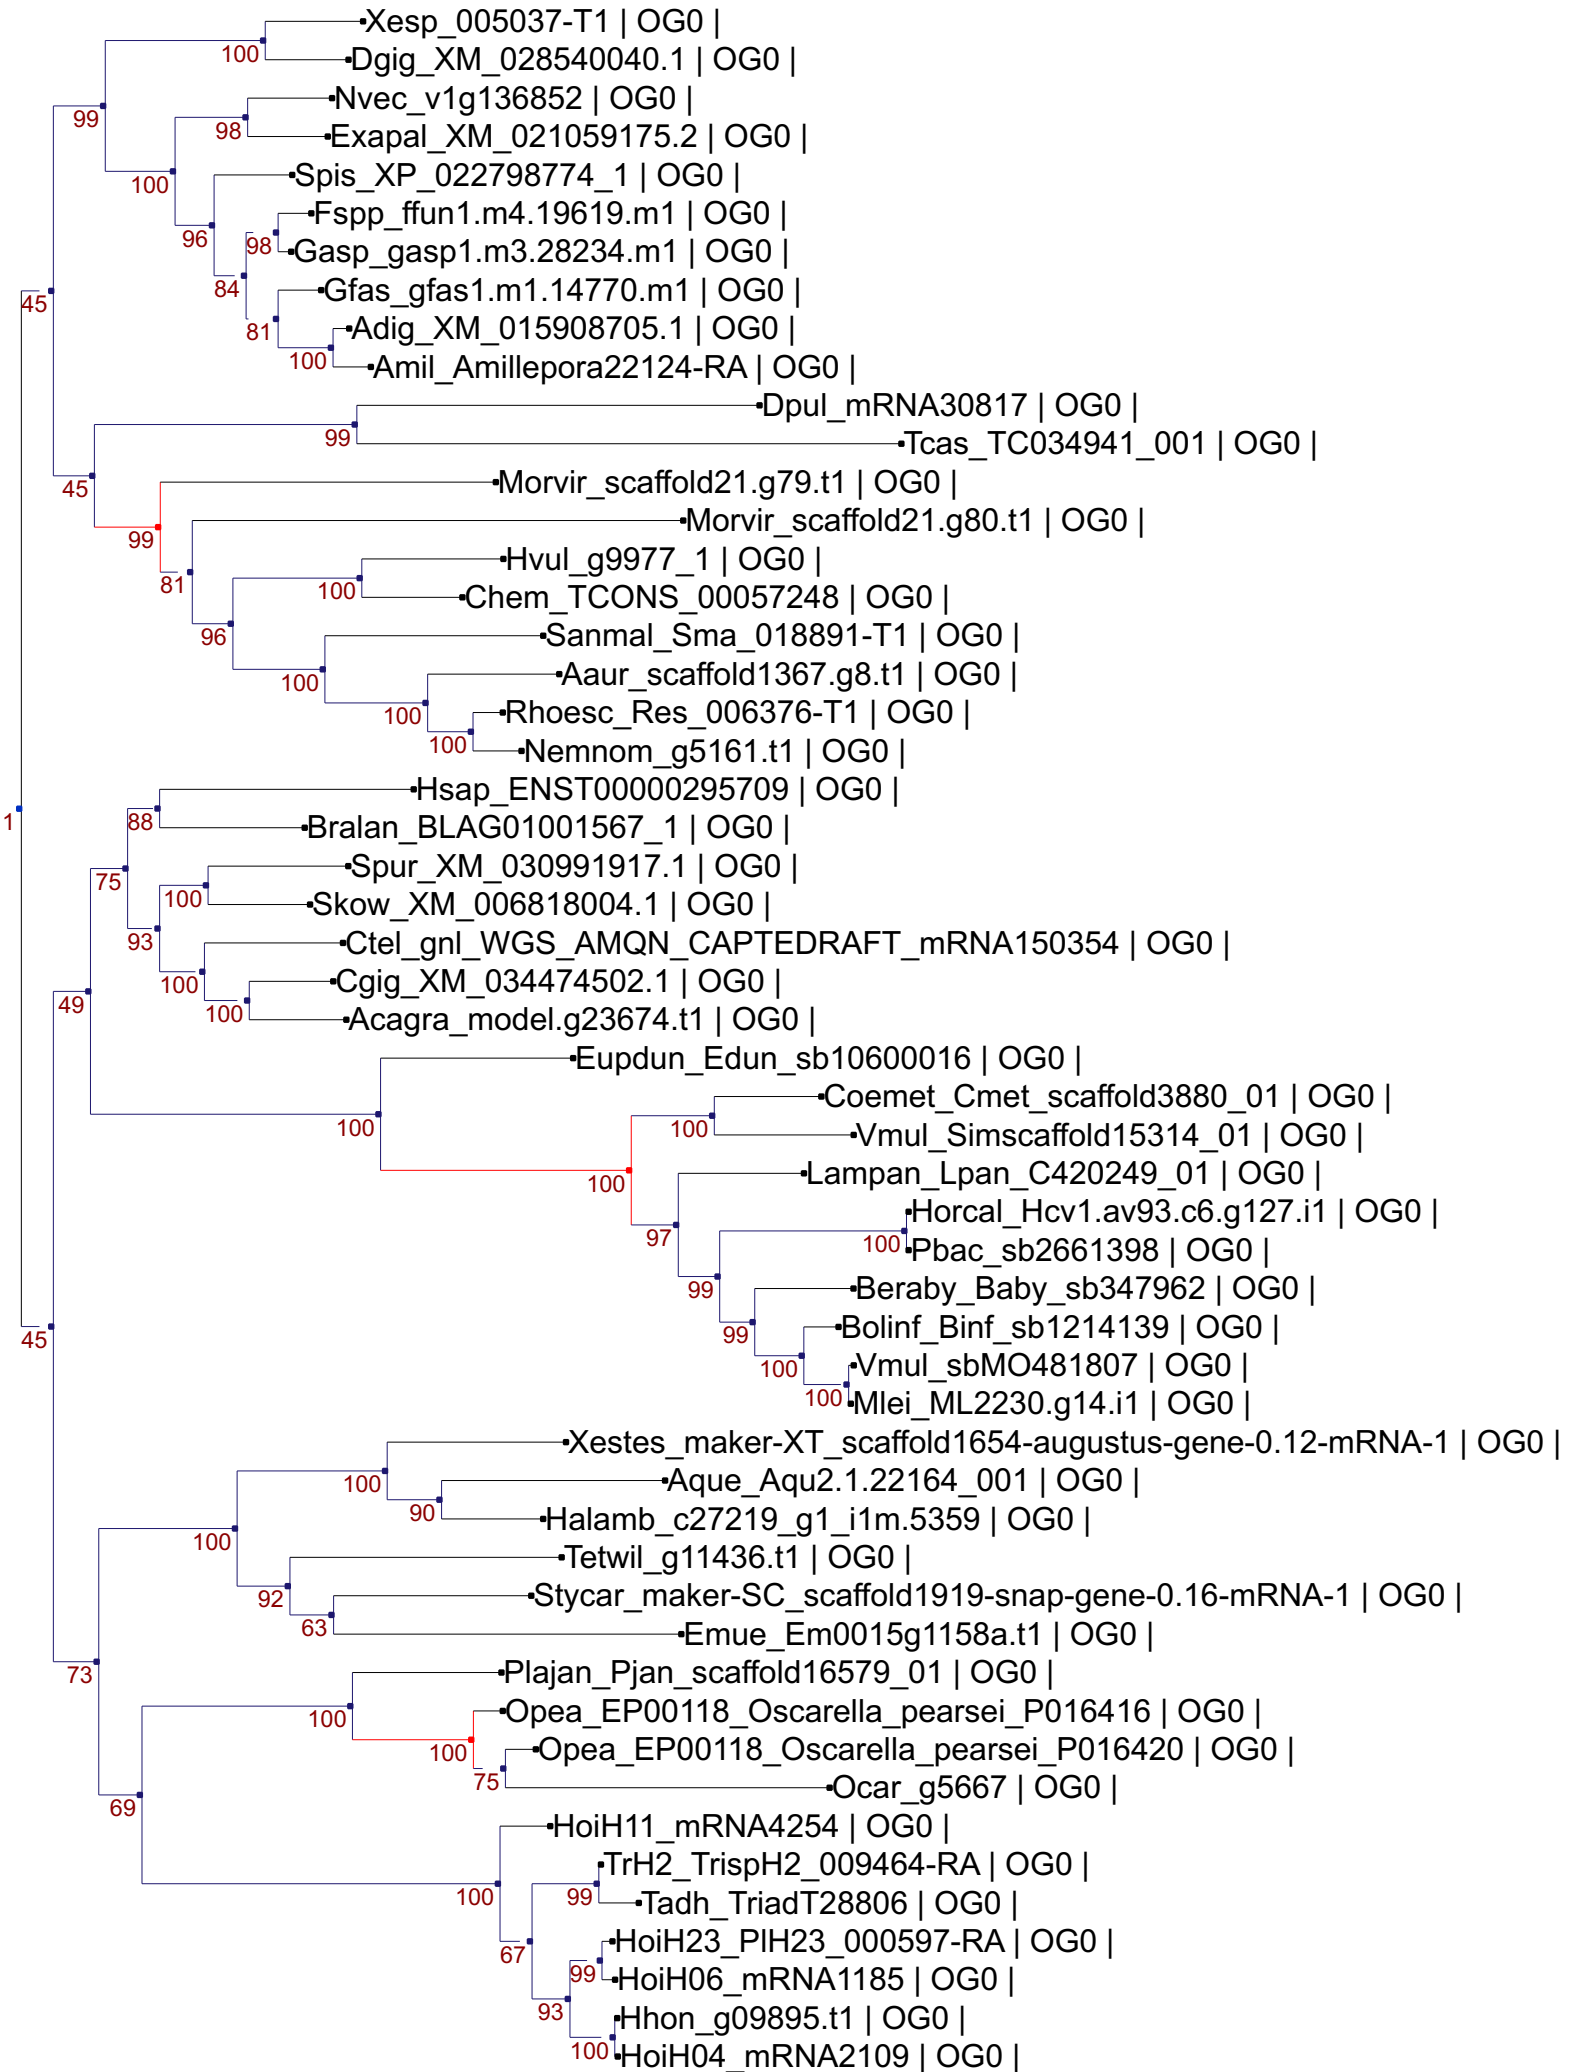 Xesp_005037-T1 | OG0 |
100
Dgig_XM_028540040.1 | OG0 |
Nvec_v1g136852 | OG0 |
99
98
Exapal_XM_021059175.2 | OG0 |
Spis_XP_022798774_1 | OG0 |
100
Fspp_ffun1.m4.19619.m1 | OG0 |
96
98
Gasp_gasp1.m3.28234.m1 | OG0 |
84
Gfas_gfas1.m1.14770.m1 | OG0 |
45
81
Adig_XM_015908705.1 | OG0 |
100
Amil_Amillepora22124-RA | OG0 |
Dpul_mRNA30817 | OG0 |
99
Tcas_TC034941_001 | OG0 |
45
Morvir_scaffold21.g79.t1 | OG0 |
Morvir_scaffold21.g80.t1 | OG0 |
99
Hvul_g9977_1 | OG0 |
81
100
Chem_TCONS_00057248 | OG0 |
96
Sanmal_Sma_018891-T1 | OG0 |
100
Aaur_scaffold1367.g8.t1 | OG0 |
100
Rhoesc_Res_006376-T1 | OG0 |
100
Nemnom_g5161.t1 | OG0 |
Hsap_ENST00000295709 | OG0 |
1
88
Bralan_BLAG01001567_1 | OG0 |
75
Spur_XM_030991917.1 | OG0 |
100
Skow_XM_006818004.1 | OG0 |
93
Ctel_gnl_WGS_AMQN_CAPTEDRAFT_mRNA150354 | OG0 |
100
Cgig_XM_034474502.1 | OG0 |
49
100
Acagra_model.g23674.t1 | OG0 |
Eupdun_Edun_sb10600016 | OG0 |
100
Coemet_Cmet_scaffold3880_01 | OG0 |
100
Vmul_Simscaffold15314_01 | OG0 |
100
Lampan_Lpan_C420249_01 | OG0 |
97
Horcal_Hcv1.av93.c6.g127.i1 | OG0 |
100
Pbac_sb2661398 | OG0 |
99
Beraby_Baby_sb347962 | OG0 |
45
99
Bolinf_Binf_sb1214139 | OG0 |
100
Vmul_sbMO481807 | OG0 |
100
Mlei_ML2230.g14.i1 | OG0 |
Xestes_maker-XT_scaffold1654-augustus-gene-0.12-mRNA-1 | OG0 |
100
Aque_Aqu2.1.22164_001 | OG0 |
90
Halamb_c27219_g1_i1m.5359 | OG0 |
100
Tetwil_g11436.t1 | OG0 |
92
Stycar_maker-SC_scaffold1919-snap-gene-0.16-mRNA-1 | OG0 |
63
Emue_Em0015g1158a.t1 | OG0 |
73
Plajan_Pjan_scaffold16579_01 | OG0 |
100
Opea_EP00118_Oscarella_pearsei_P016416 | OG0 |
100
Opea_EP00118_Oscarella_pearsei_P016420 | OG0 |
75
Ocar_g5667 | OG0 |
69
HoiH11_mRNA4254 | OG0 |
TrH2_TrispH2_009464-RA | OG0 |
100
99
Tadh_TriadT28806 | OG0 |
67
HoiH23_PlH23_000597-RA | OG0 |
99
HoiH06_mRNA1185 | OG0 |
93
Hhon_g09895.t1 | OG0 |
100
HoiH04_mRNA2109 | OG0 |